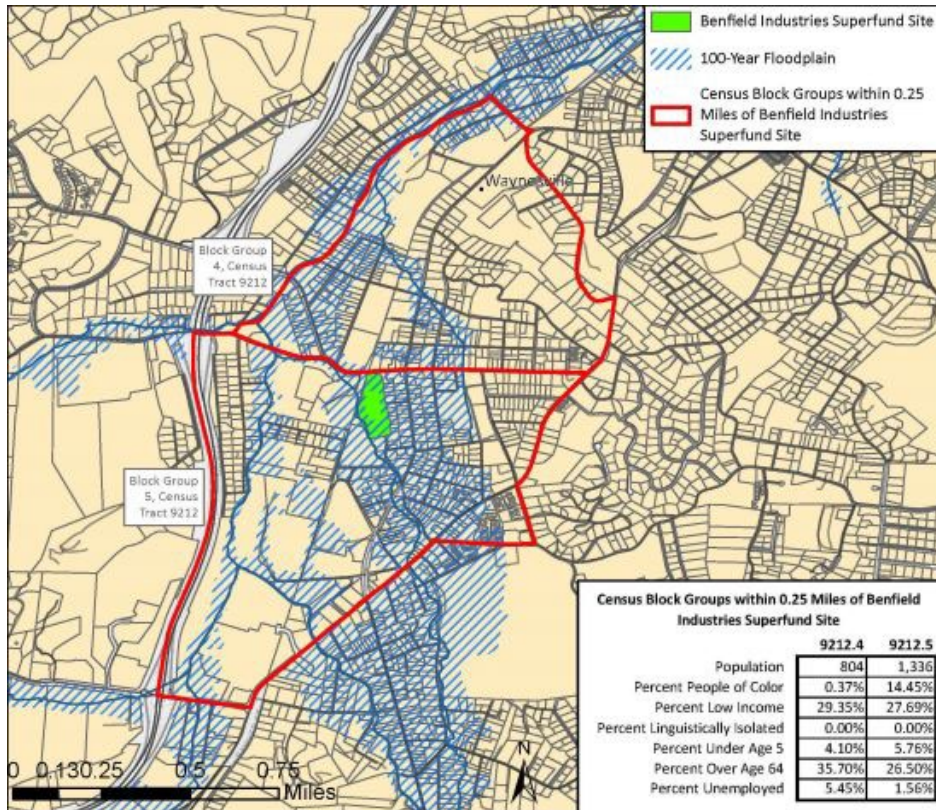 Benfield Industries Superfund Site
100-Year Floodplain
Census Block Groups within 0.25
Miles of Benfield Industries
Superfund Site
Waynesville
Block Group
4, Census
Tract 9212
Block Group
5, Census
Tract 9212
Census Block Groups within 0.25 Miles of Benfield
Industries Superfund Site
9212.4 9212.5
Population 804 1,336
Percent People of Color 0.37% 14.45%
Percent Low Income 29.35% 27.69%
Percent Linguistically Isolated 0.00% 0.00%
Percent Under Age 5 4.10% 5.76%
Percent Over Age 64 35.70% 26.50%
Percent Unemployed 5.45% 1.56%
N
0 0.130.25 0.5 0.75
Miles